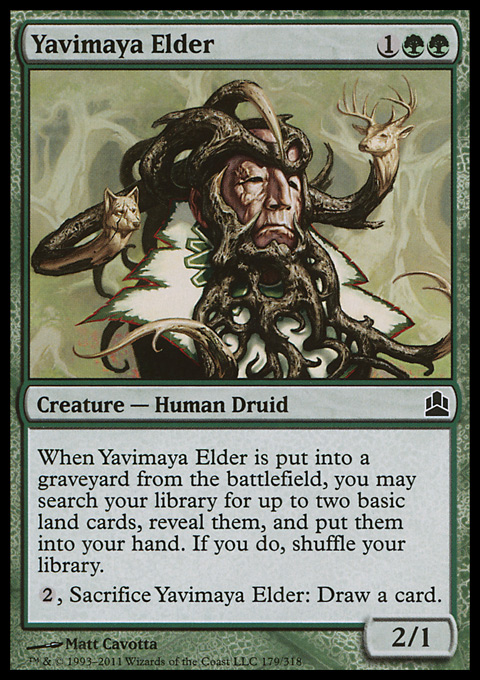 Yavimaya Elder 1
Creature — Human Druid
When Yavimaya Elder is put into a
graveyard from the battlefield, you may
search your library for up to two basic
land cards, reveal them, and put them
into your hand. If you do, shuffle your
library.
2, Sacrifice Yavimaya Elder: Draw a card.
Matt Cavotta
2/1
™ & © 1993–2011 Wizards of the Coast LLC 179/318